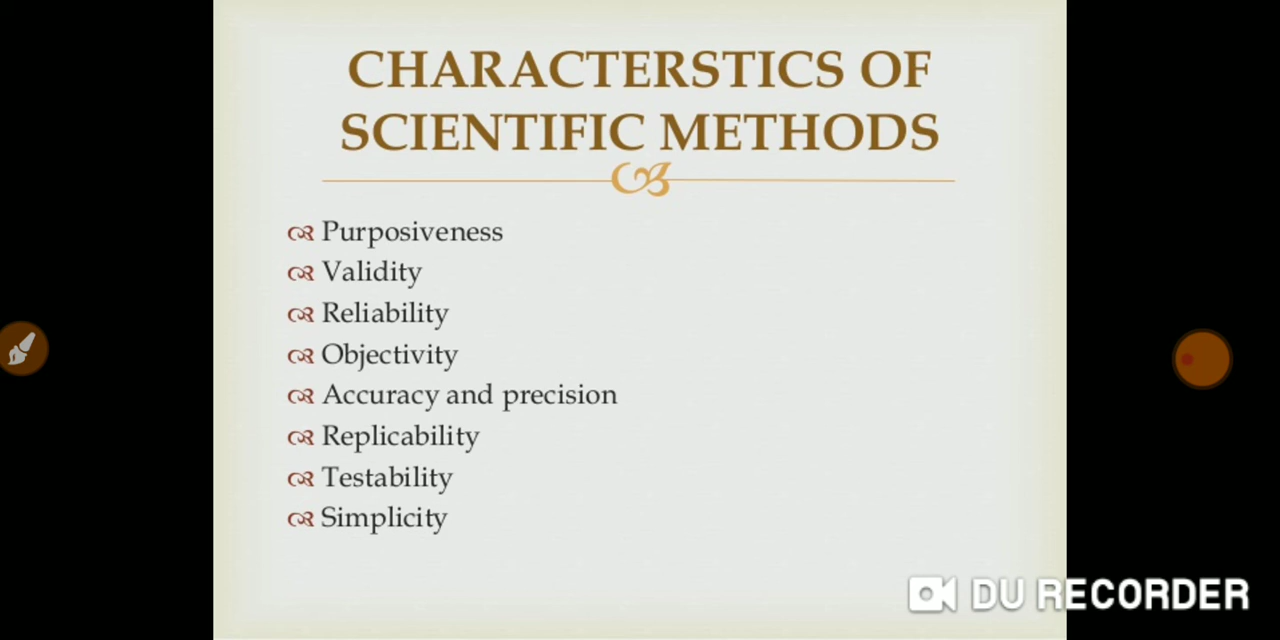 CHARACTERSTICS OF
SCIENTIFIC METHODS
Purposiveness
Validity
Reliability
Objectivity
Accuracy and precision
Replicability
Testability
Simplicity
DU RECORDER